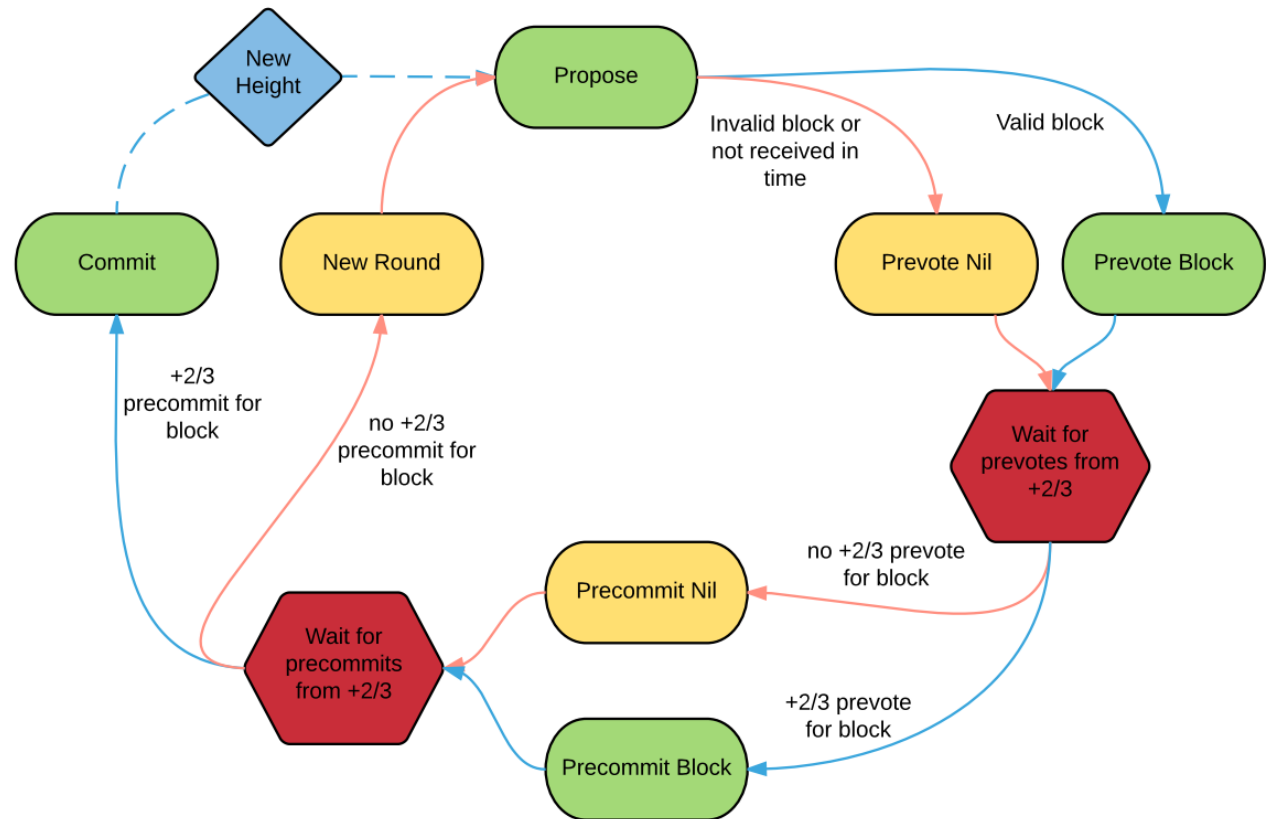 New
Height
Propose
Invalid block or
not received in
time
Valid block
Commit
New Round
Prevote Nil
Prevote Block
+2/3
precommit for
block
no +2/3
precommit for
block
Wait for
prevotes from
+2/3
no +2/3 prevote
for block
Precommit Nil
Wait for
precommits
from +2/3
+2/3 prevote
for block
Precommit Block